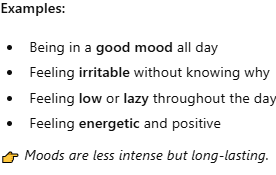 Examples:
• Being in a good mood all day
• Feeling irritable without knowing why
• Feeling low or lazy throughout the day
• Feeling energetic and positive
👉 Moods are less intense but long-lasting.